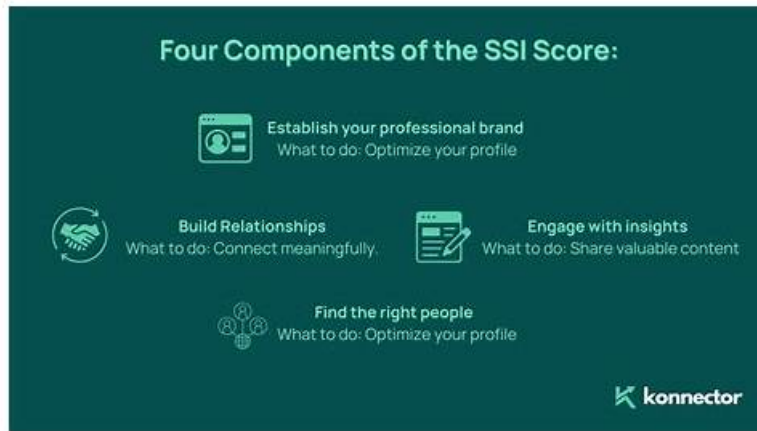 Four Components of the SSI Score:
Establish your professional brand
What to do: Optimize your profile
Build Relationships
What to do: Connect meaningfully.
Engage with insights
What to do: Share valuable content
Find the right people
What to do: Optimize your profile
konnector